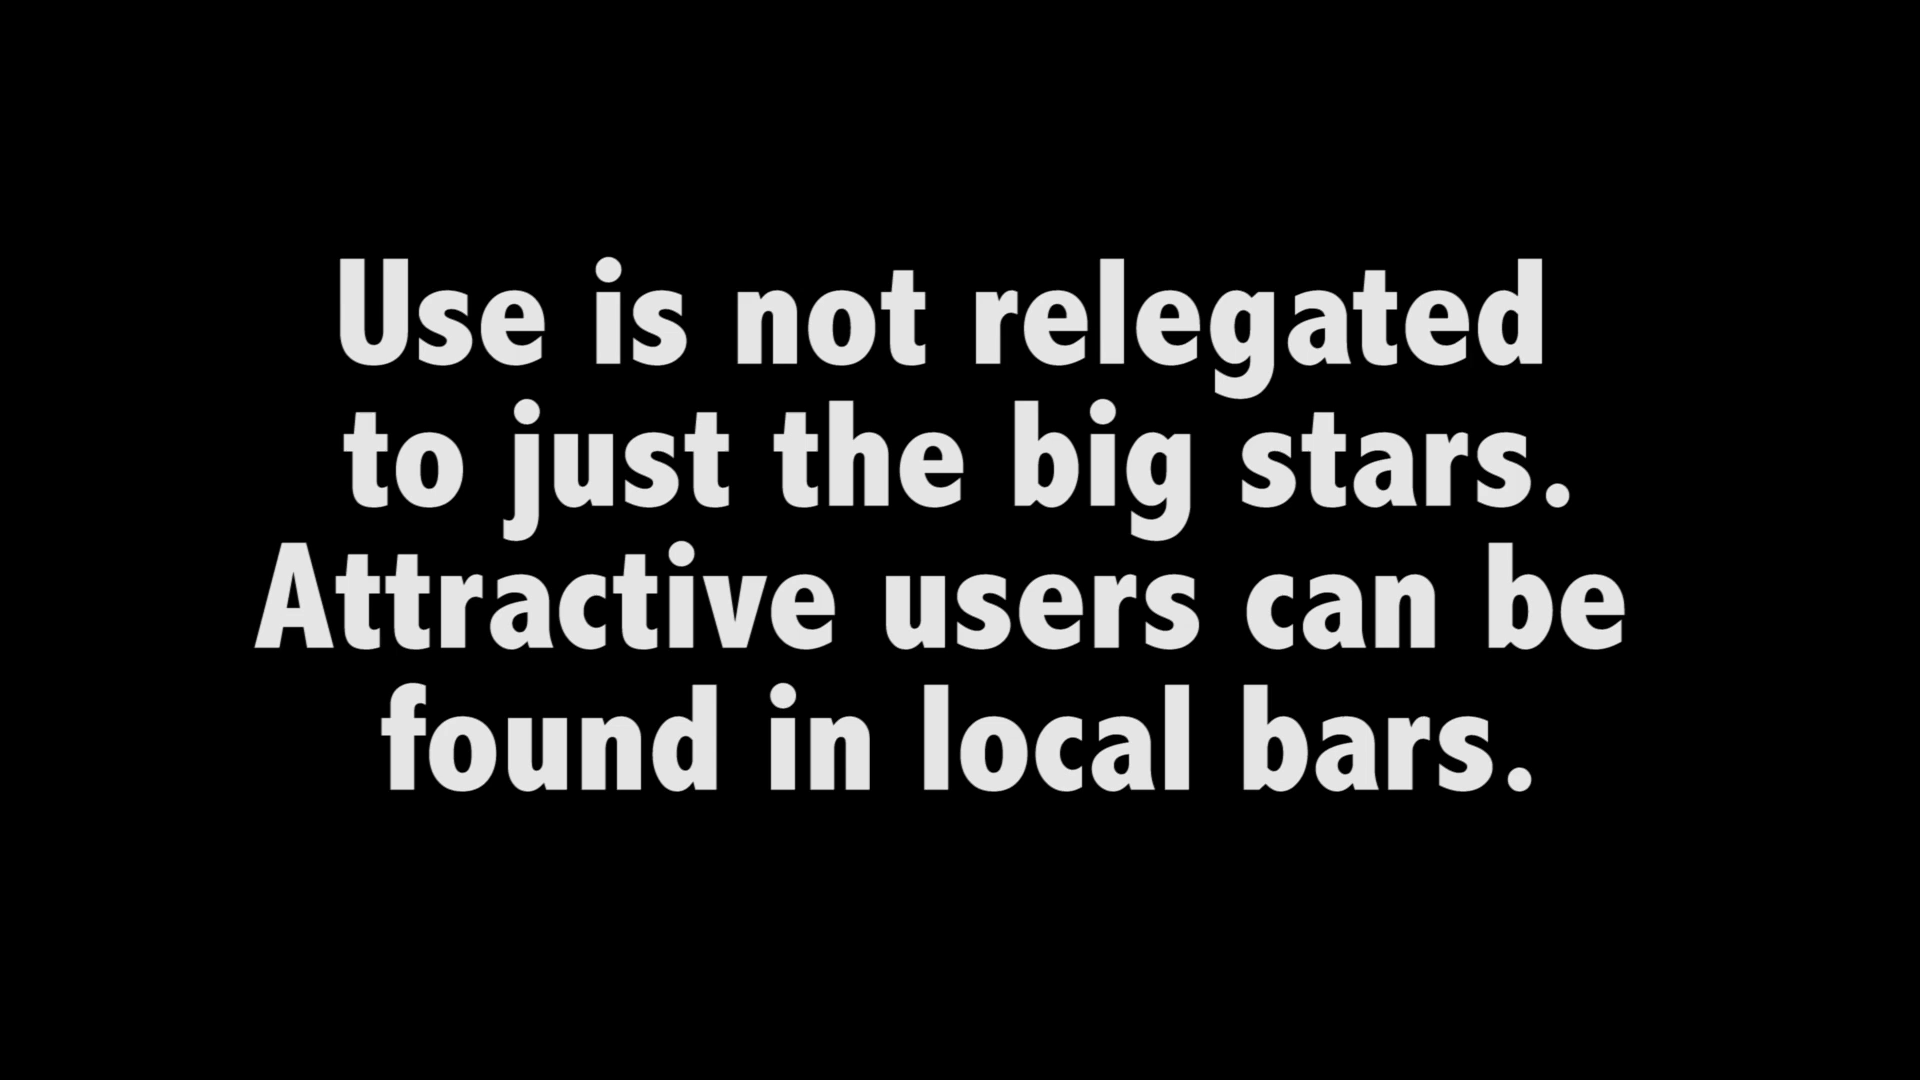 Use is not relegated
to just the big stars.
Attractive users can be
found in local bars.